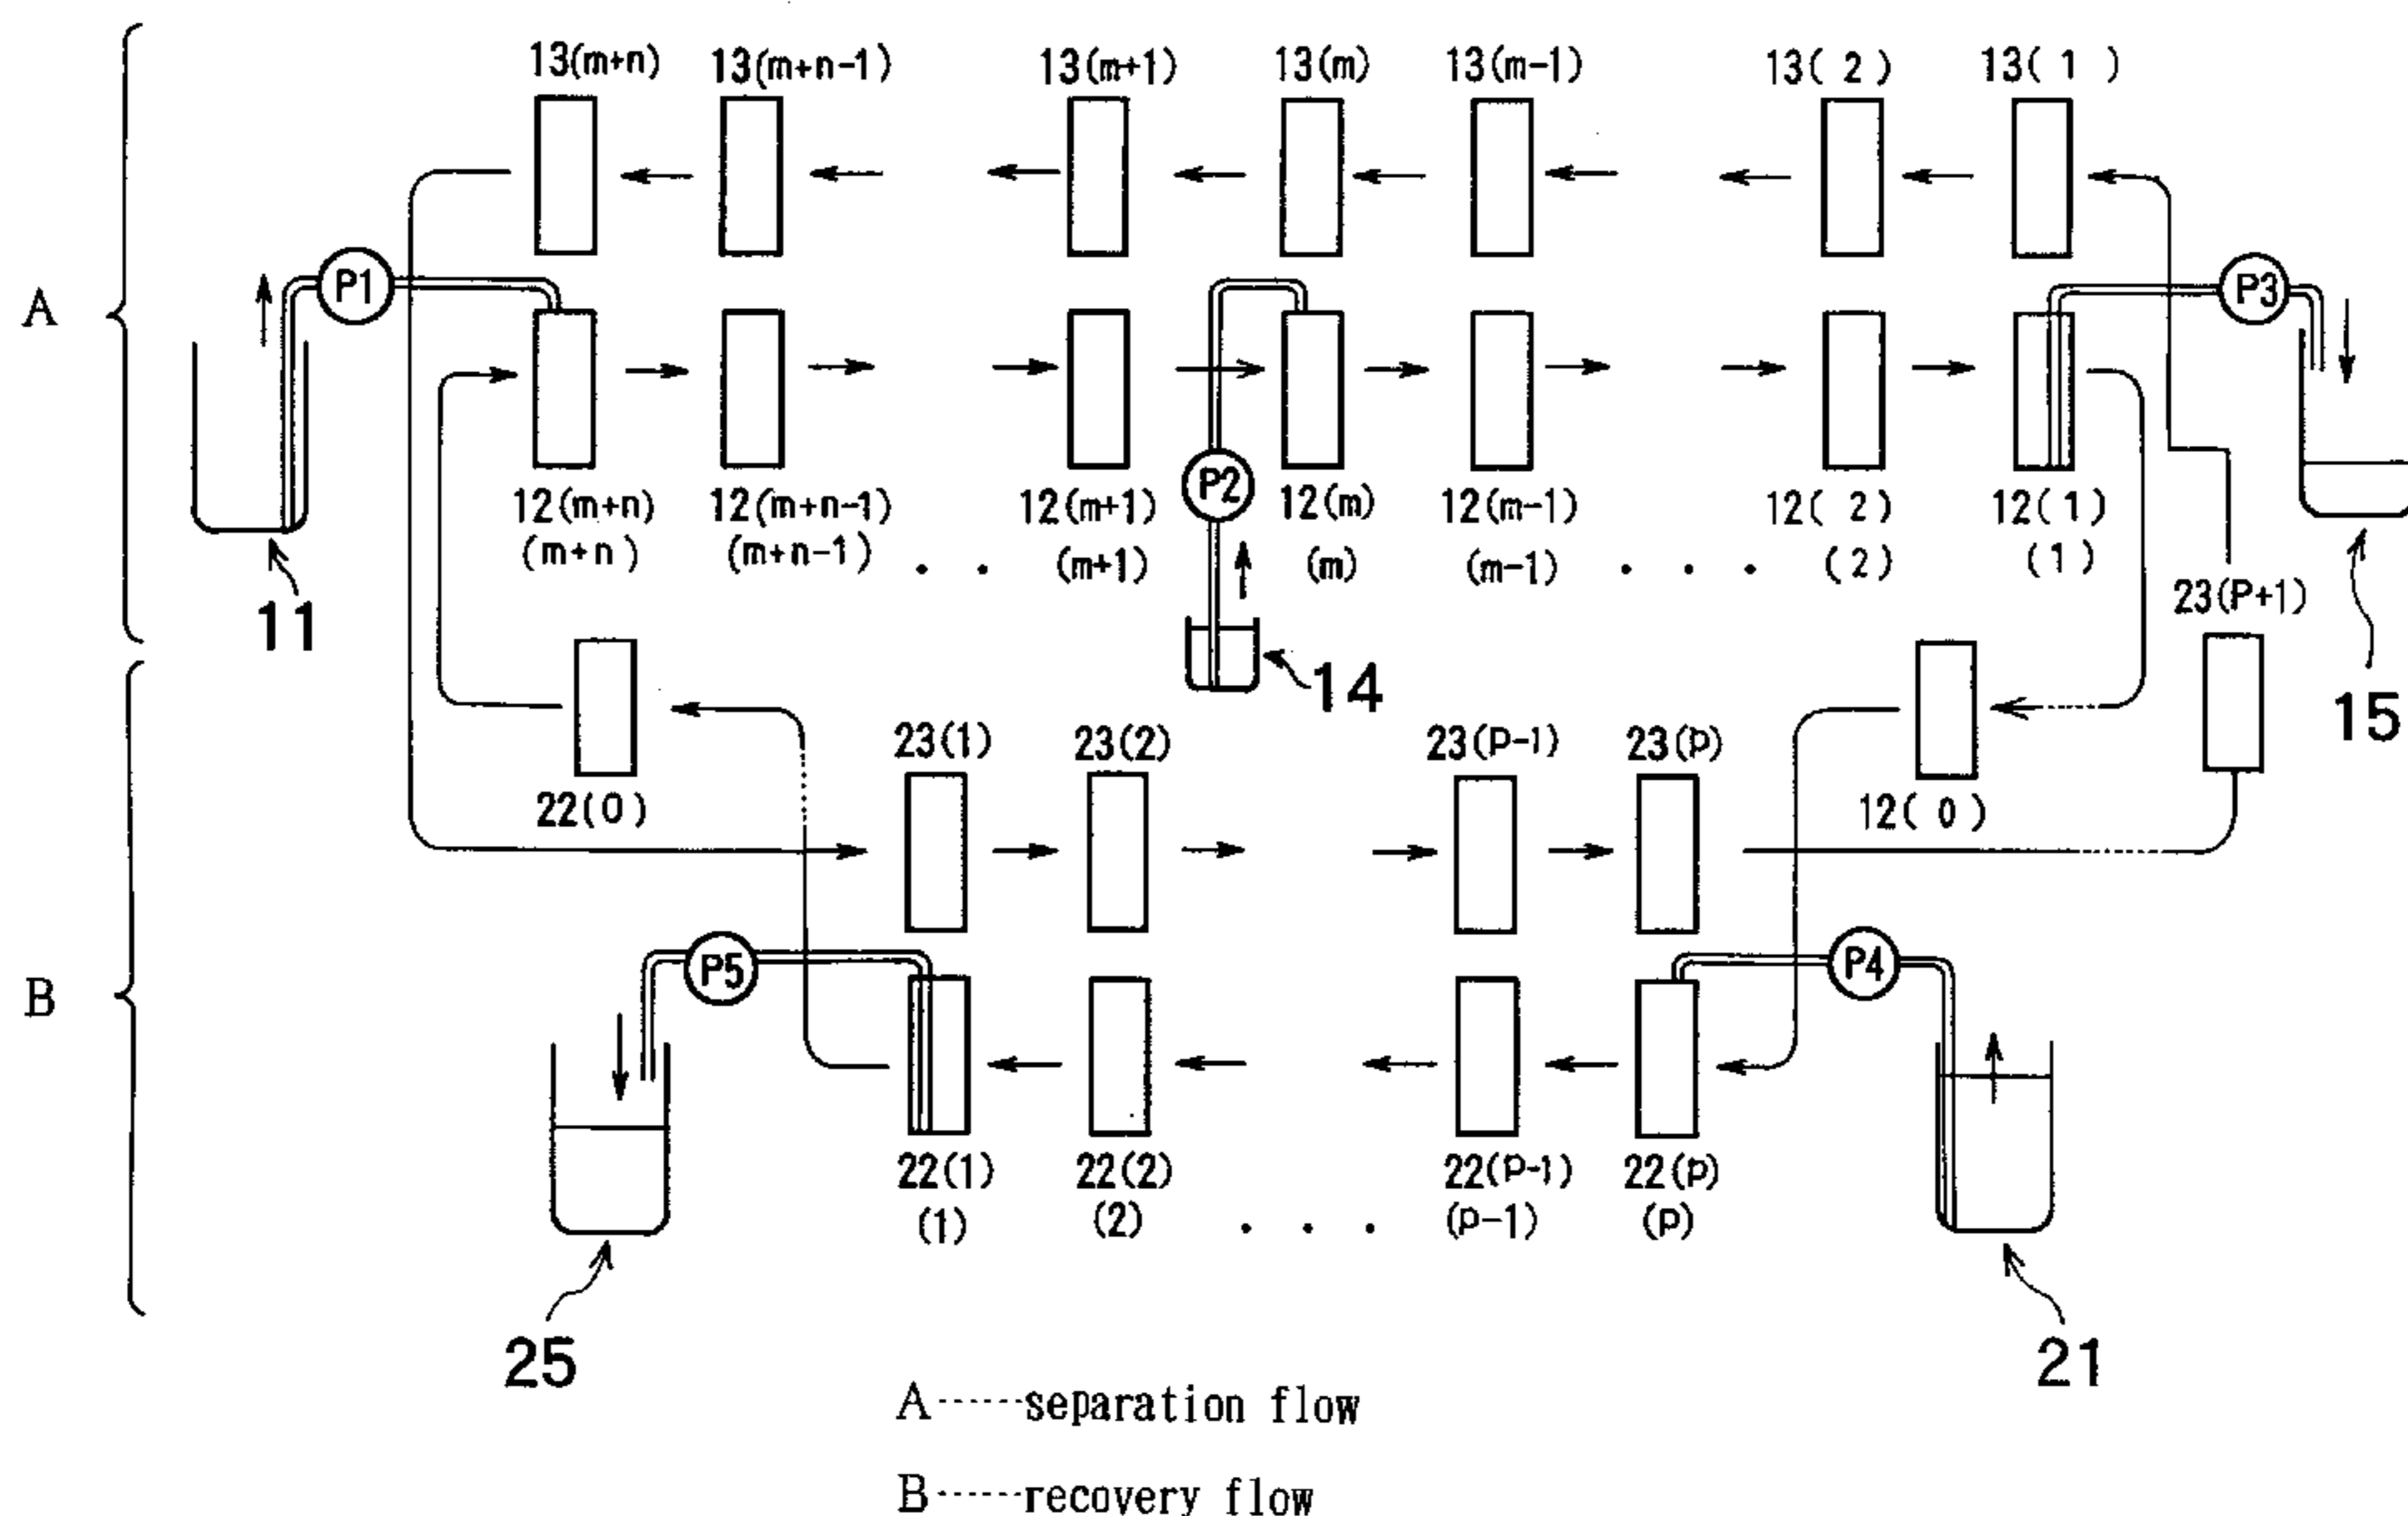 13(m+n) 13(m+n-1) 13(m+1) 13(m) 13(m-1) 13( 2 ) 13( 1 )
A
P1 P3
P2
12(m+n) 12(m+n-1) 12(m+1) 12(m) 12(m-1) 12( 2 ) 12( 1 )
(m+n) (m+n-1) . . (m+1) (m) (m-1) . . . (2) (1)
11 23(P+1)
14 15
23(1) 23(2) 23(P-1) 23(P)
22(0) 12( 0 )
B
P5 P4
22(1) 22(2) 22(P-1) 22(p)
(1) (2) . . . (p-1) (p)
25 21
A······separation flow
B······recovery flow